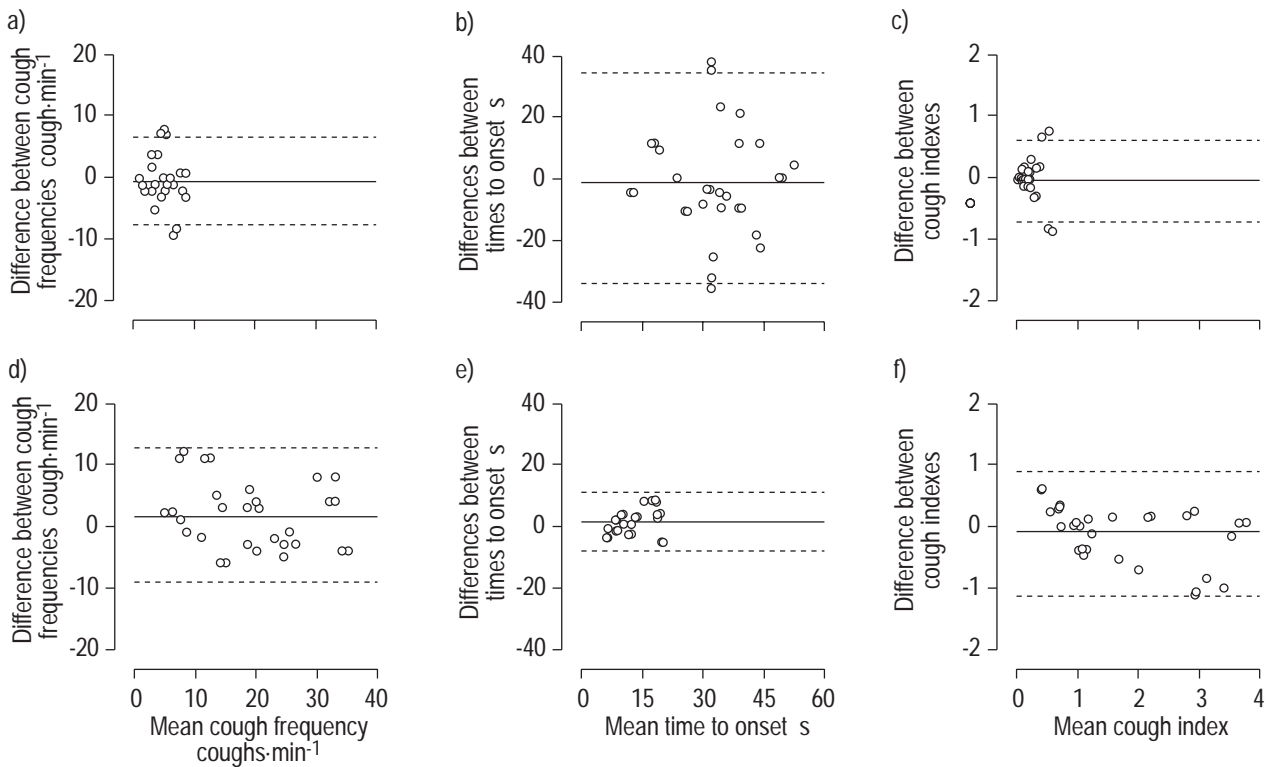 a)
Difference between cough
frequencies cough·min-1
20
10
0
-10
-20
b)
Differences between
times to onset s
40
20
0
-20
-40
c)
Difference between
cough indexes
2
1
0
-1
-2
d)
Difference between cough
frequencies cough·min-1
20
10
0
-10
-20
0 10 20 30 40
Mean cough frequency
coughs·min-1
e)
Differences between
times to onset s
40
20
0
-20
-40
0 15 30 45 60
Mean time to onset s
f)
Difference between
cough indexes
2
1
0
-1
-2
0 1 2 3 4
Mean cough index